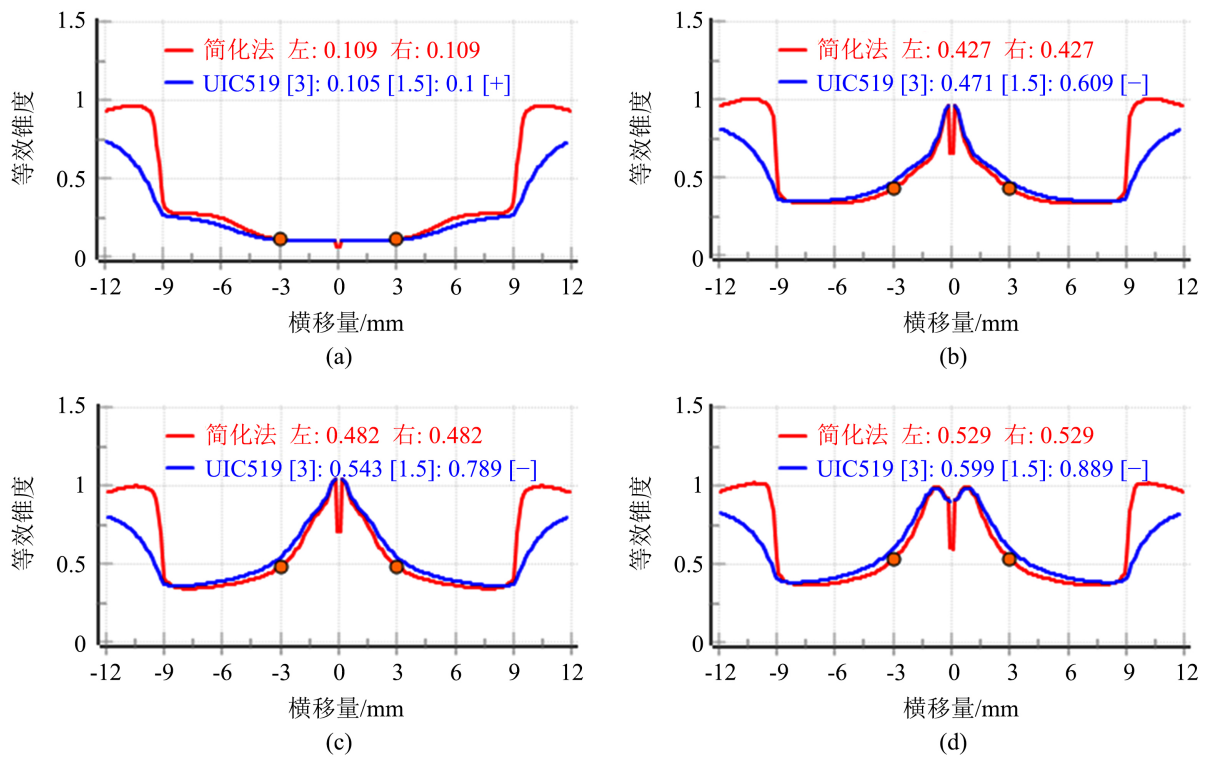 1.5
简化法 左: 0.109 右: 0.109
UIC519 [3]: 0.105 [1.5]: 0.1 [+]
1
0.5
0
等效锥度
-12 -9 -6 -3 0 3 6 9 12
横移量/mm
(a)
1.5
简化法 左: 0.427 右: 0.427
UIC519 [3]: 0.471 [1.5]: 0.609 [−]
1
0.5
0
等效锥度
-12 -9 -6 -3 0 3 6 9 12
横移量/mm
(b)
1.5
简化法 左: 0.482 右: 0.482
UIC519 [3]: 0.543 [1.5]: 0.789 [−]
1
0.5
0
等效锥度
-12 -9 -6 -3 0 3 6 9 12
横移量/mm
(c)
1.5
简化法 左: 0.529 右: 0.529
UIC519 [3]: 0.599 [1.5]: 0.889 [−]
1
0.5
0
等效锥度
-12 -9 -6 -3 0 3 6 9 12
横移量/mm
(d)